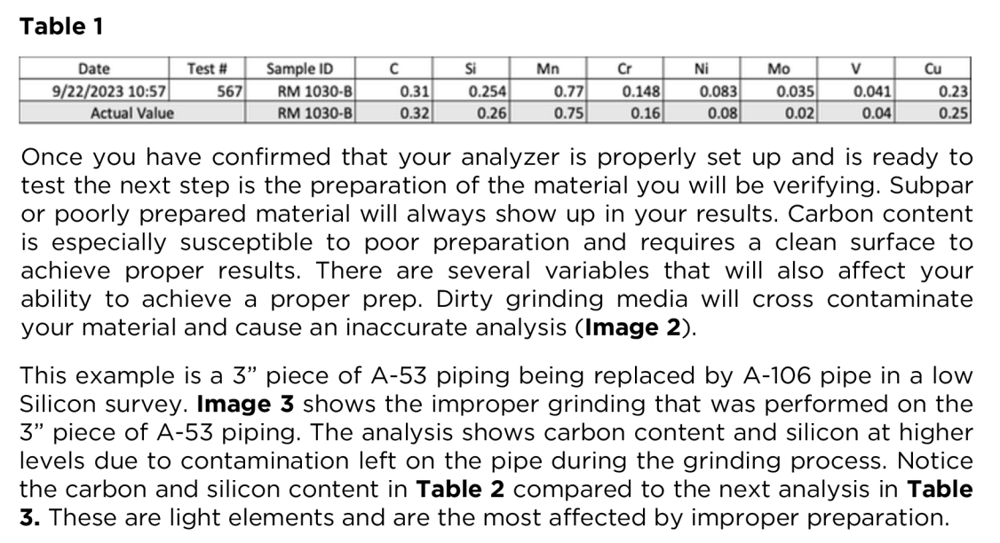 Table 1
Date Test # Sample ID C Si Mn Cr Ni Mo V Cu
9/22/2023 10:57 567 RM 1030-B 0.31 0.254 0.77 0.148 0.083 0.035 0.041 0.23
Actual Value RM 1030-B 0.32 0.26 0.75 0.16 0.08 0.02 0.04 0.25
Once you have confirmed that your analyzer is properly set up and is ready to
test the next step is the preparation of the material you will be verifying. Subpar
or poorly prepared material will always show up in your results. Carbon content
is especially susceptible to poor preparation and requires a clean surface to
achieve proper results. There are several variables that will also affect your
ability to achieve a proper prep. Dirty grinding media will cross contaminate
your material and cause an inaccurate analysis (Image 2).
This example is a 3” piece of A-53 piping being replaced by A-106 pipe in a low
Silicon survey. Image 3 shows the improper grinding that was performed on the
3” piece of A-53 piping. The analysis shows carbon content and silicon at higher
levels due to contamination left on the pipe during the grinding process. Notice
the carbon and silicon content in Table 2 compared to the next analysis in Table
3. These are light elements and are the most affected by improper preparation.